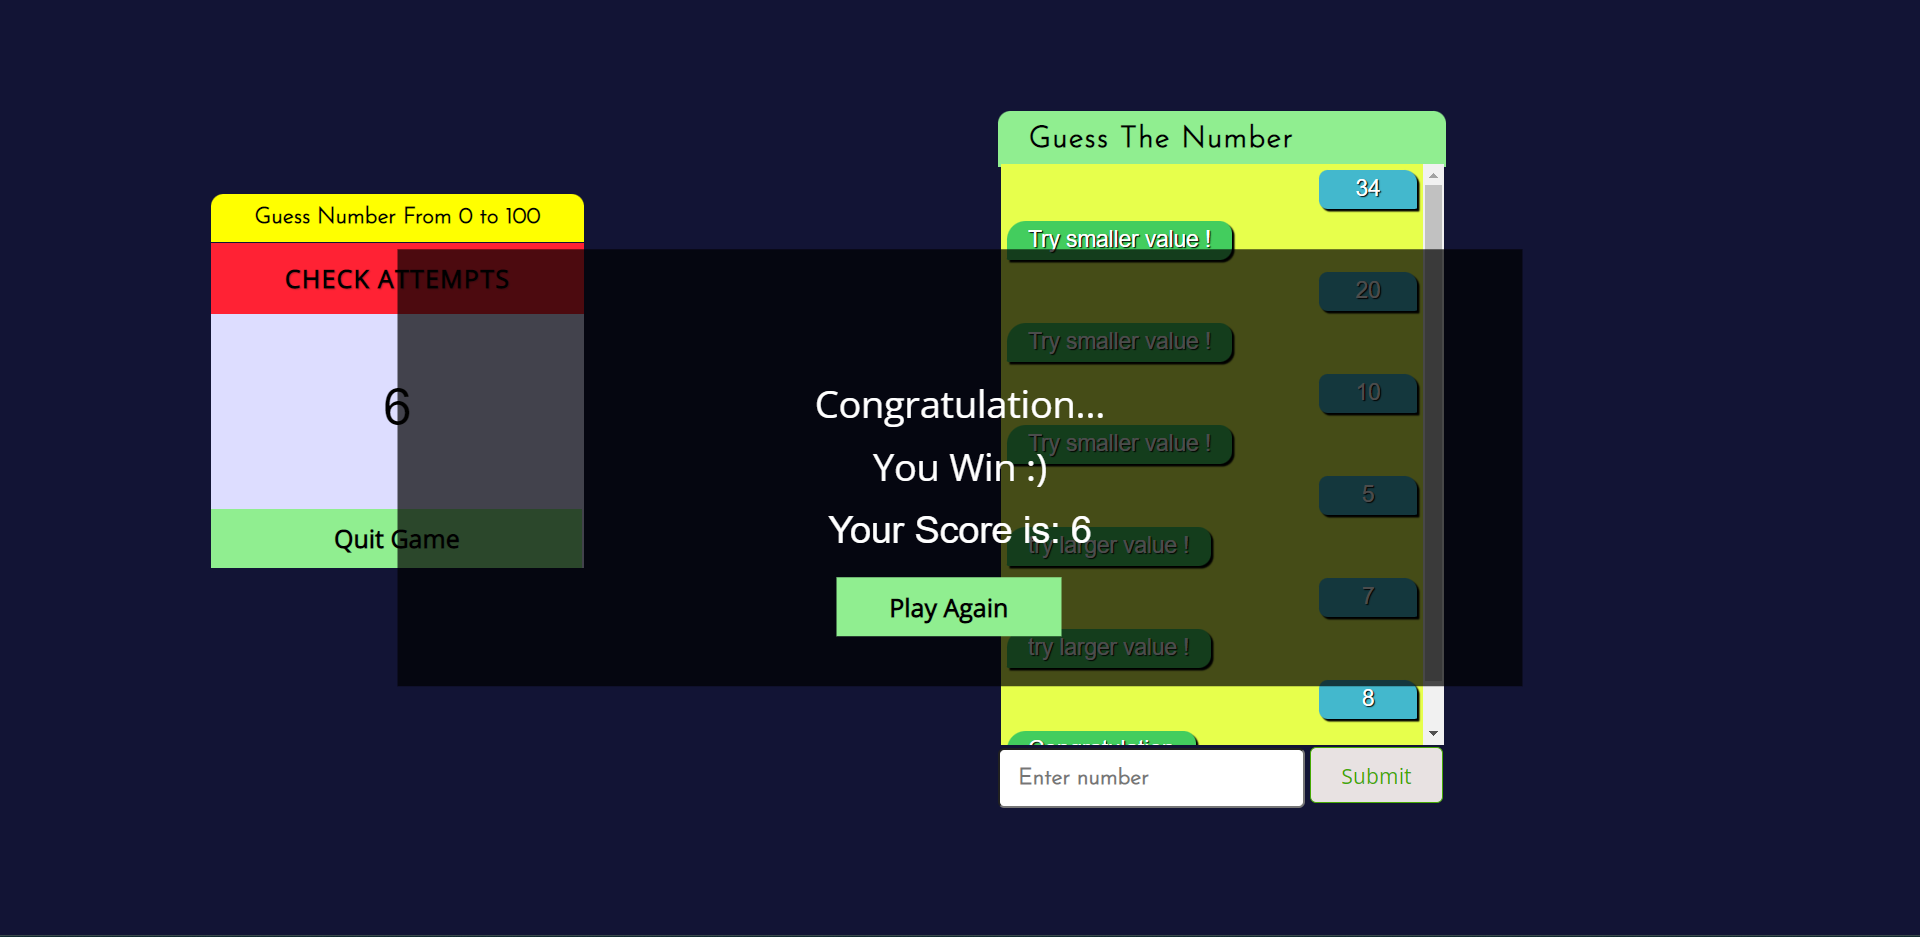 Guess Number From 0 to 100
CHECK ATTEMPTS
6
Quit Game
Guess The Number
34
Try smaller value !
20
Try smaller value !
10
Try smaller value !
5
try larger value !
7
try larger value !
8
Congratulation
Enter number
Submit
Congratulation...
You Win :)
Your Score is: 6
Play Again